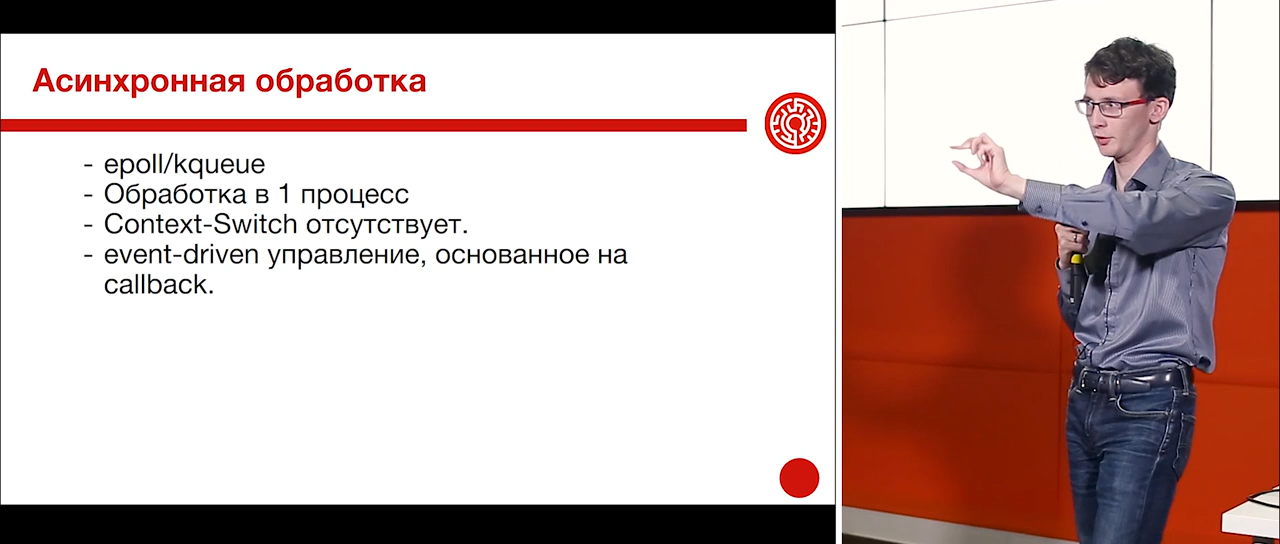 Асинхронная обработка
- epoll/kqueue
- Обработка в 1 процесс
- Context-Switch отсутствует.
- event-driven управление, основанное на
callback.